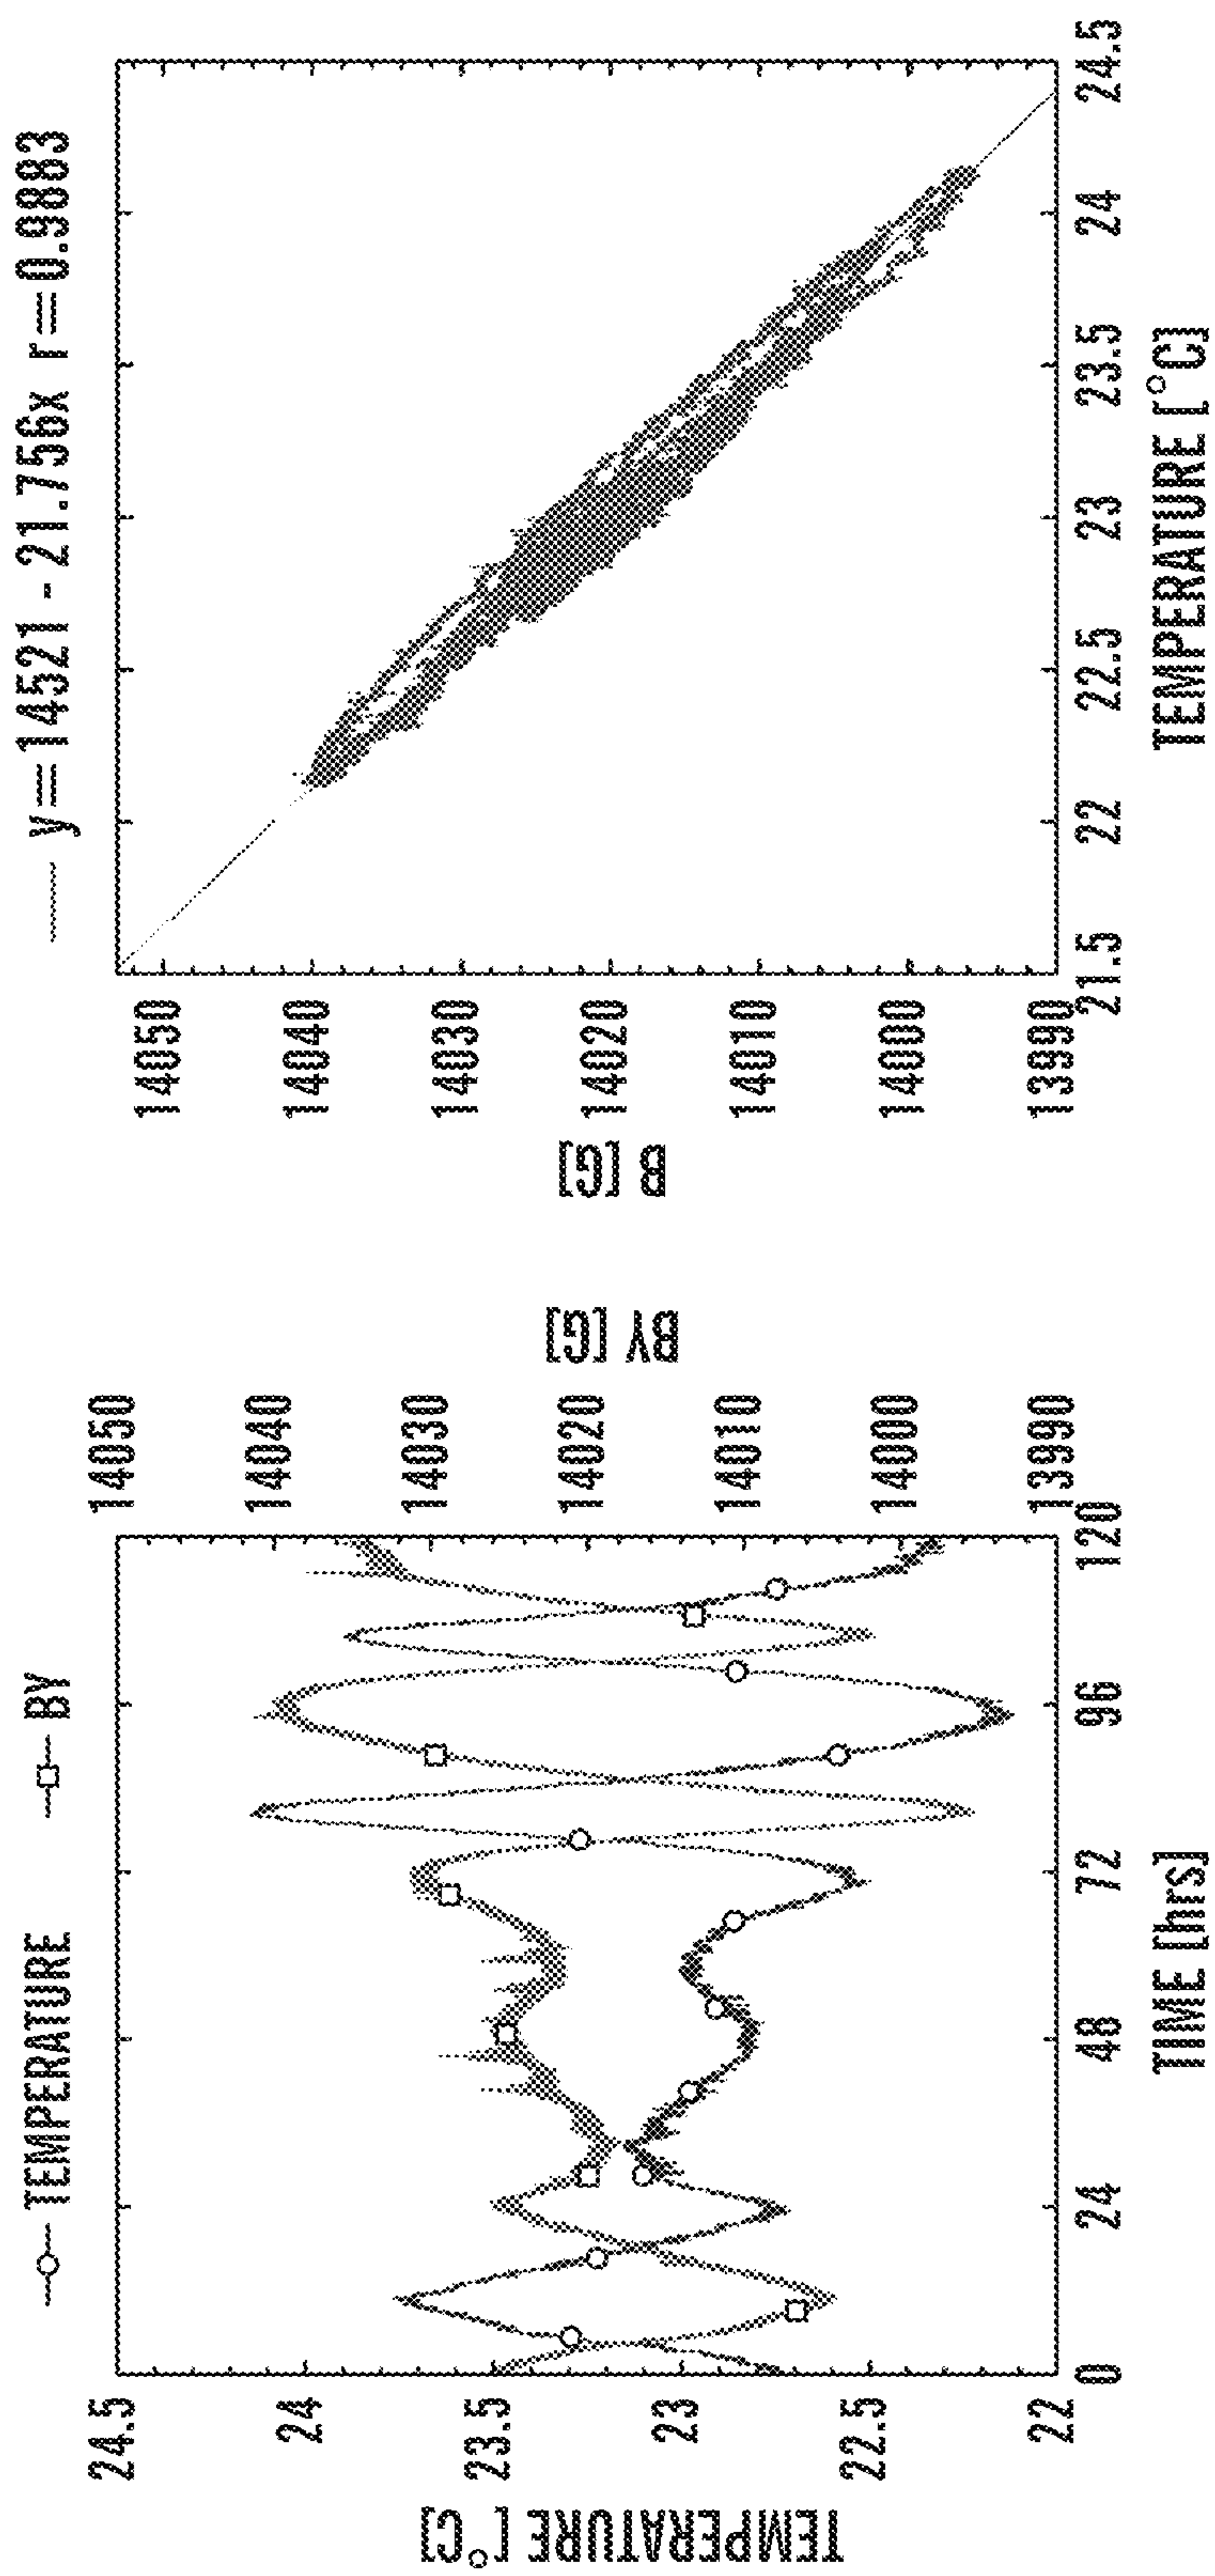 TEMPERATURE BY
TEMPERATURE [°C]
24.5
24
23.5
23
22.5
22
0 24 48 72 96 120
TIME [hrs]
14050
14040
14030
14020
14010
14000
13990
BY [G]
y=14521 - 21.756x r=0.9883
B [G]
14050
14040
14030
14020
14010
14000
13990
21.5 22 22.5 23 23.5 24 24.5
TEMPERATURE [°C]